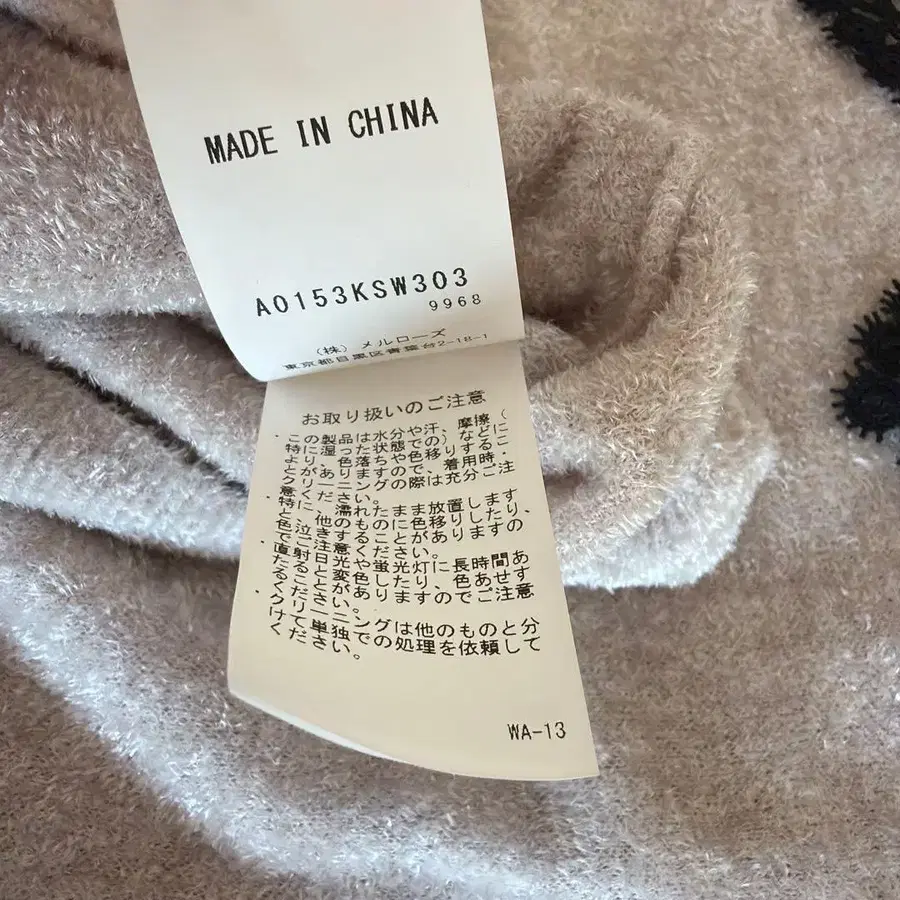 MADE IN CHINA
A0153KSW303
9968
(株) メルローズ
東京都目黒区青葉台2-18-1
お取り扱いのご注意
・この製品は水分や汗、摩擦(
特に湿った状態での)などに
より、色落ちや色移りするこ
とがありますので、着用時・
クリーニングの際は充分ご注
意ください。
・特に、濡れたまま放置します
と、他のものに色移りしたり、
色泣きすることがありますの
でご注意ください。
・直射日光や蛍光灯に長時間あ
たると変色したり、色あせす
ることがありますのでご注意
ください。
・クリーニングは他のものと分
けて単独での処理を依頼して
ください。
WA-13